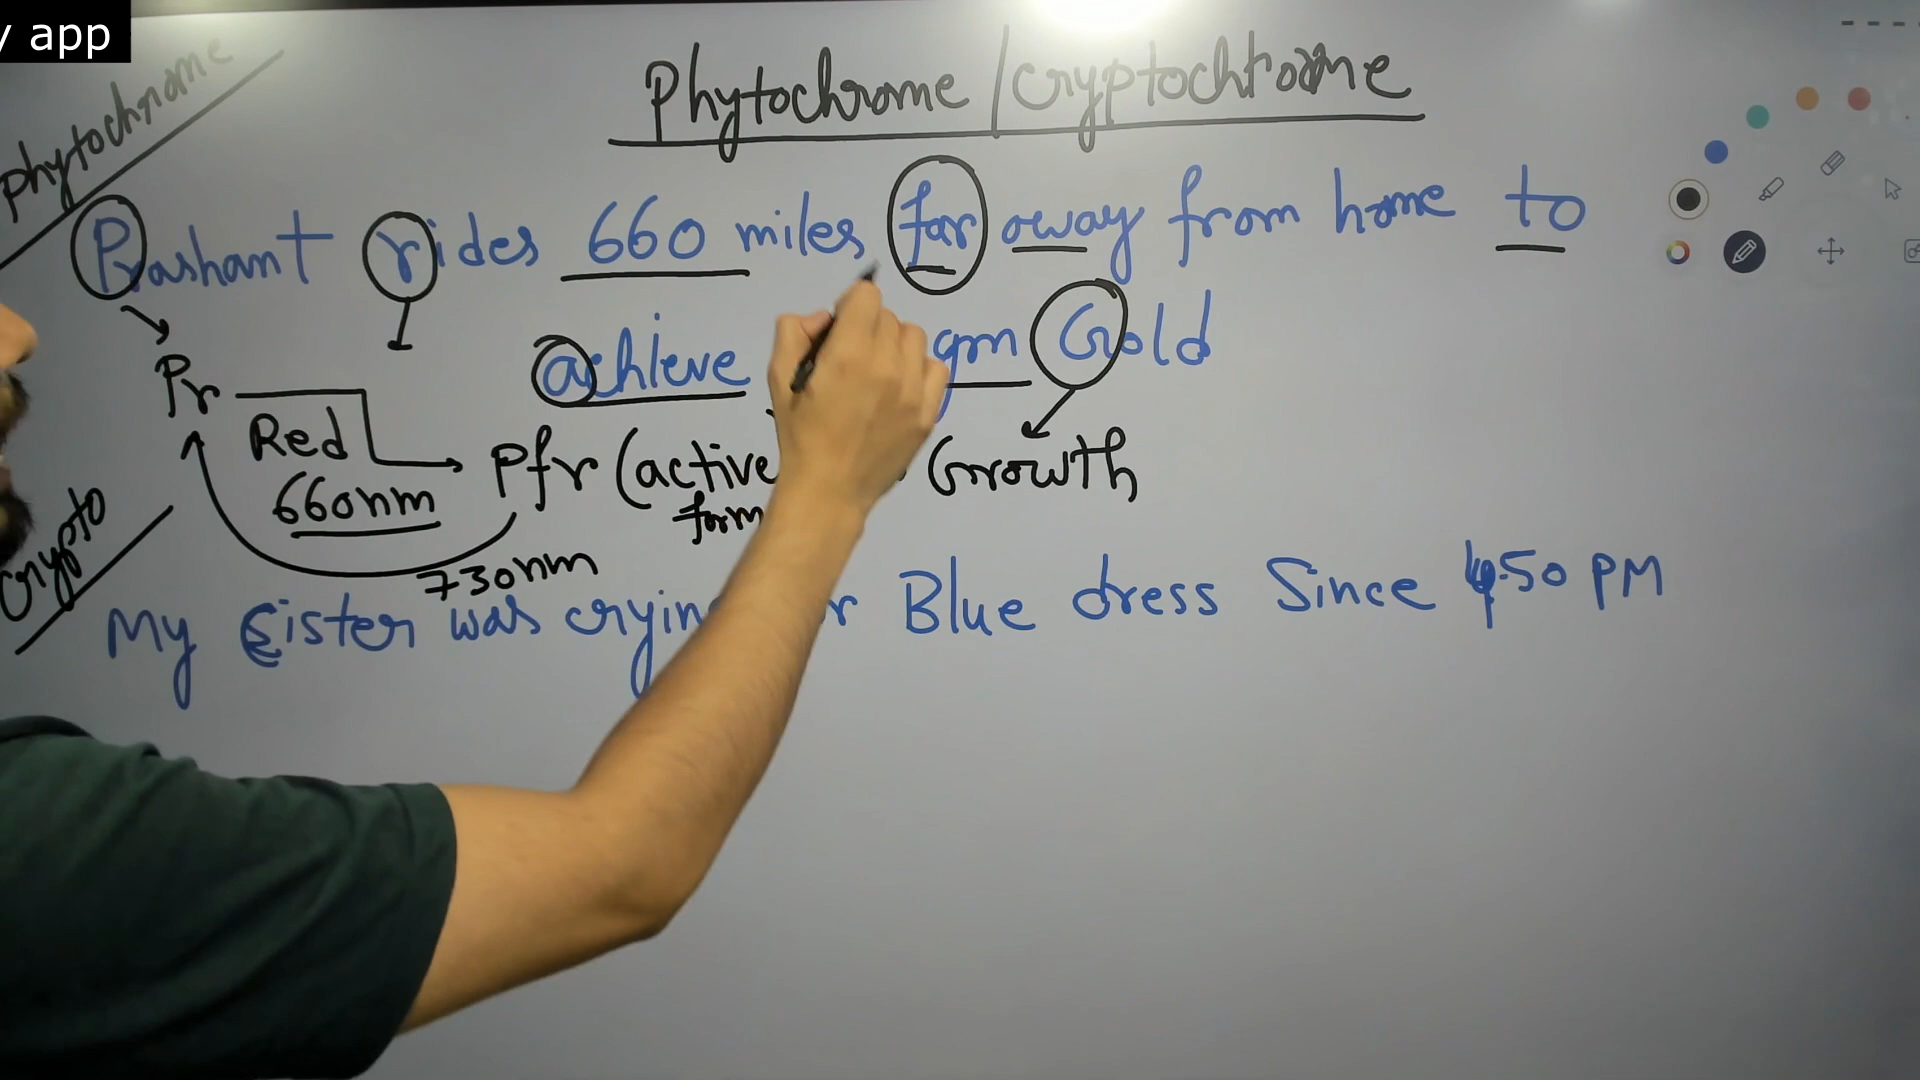 y app
Phytochrome / Cryptochrome
Phytochrome
Prashant rides 660 miles far away from home to
achieve gm Gold
Pr
Red
660nm
Pfr (active
form
Growth
730nm
Crypto
My Sister was cryin r Blue dress Since 4:50 PM